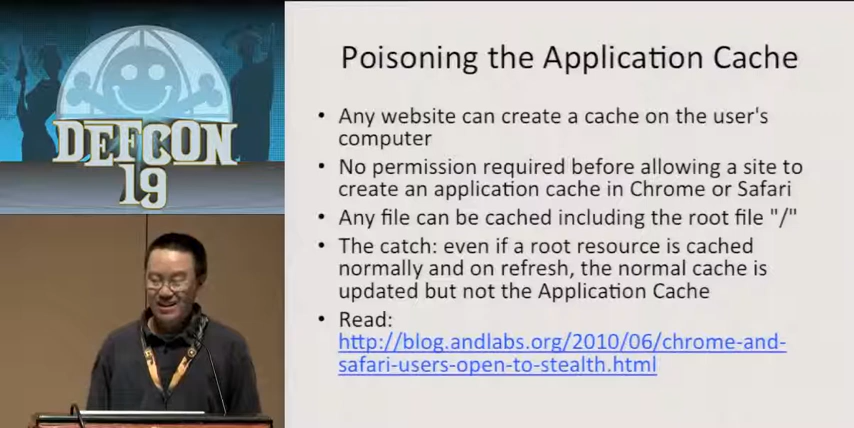 DEFCON
19
Poisoning the Application Cache
• Any website can create a cache on the user's
computer
• No permission required before allowing a site to
create an application cache in Chrome or Safari
• Any file can be cached including the root file "/"
• The catch: even if a root resource is cached
normally and on refresh, the normal cache is
updated but not the Application Cache
• Read:
http://blog.andlabs.org/2010/06/chrome-and-
safari-users-open-to-stealth.html